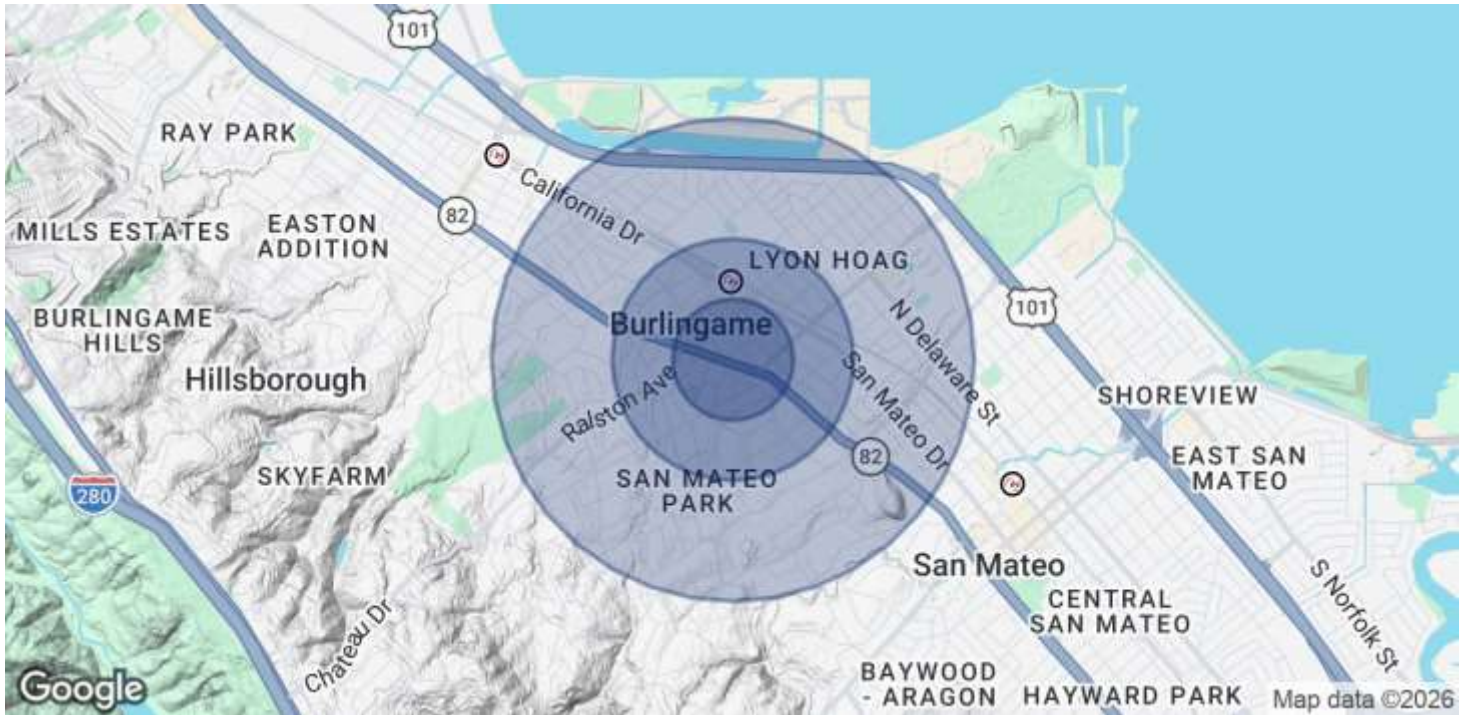 101
RAY PARK
California Dr
82
MILLS ESTATES
EASTON
ADDITION
LYON HOAG
BURLINGAME
HILLS
Burlingame
N Delaware St
101
Hillsborough
Ralston Ave
San Mateo Dr
SHOREVIEW
SKYFARM
SAN MATEO
PARK
82
EAST SAN
MATEO
280
San Mateo
CENTRAL
SAN MATEO
S Norfolk St
Chateau Dr
BAYWOOD
- ARAGON
HAYWARD PARK
Google
Map data ©2026